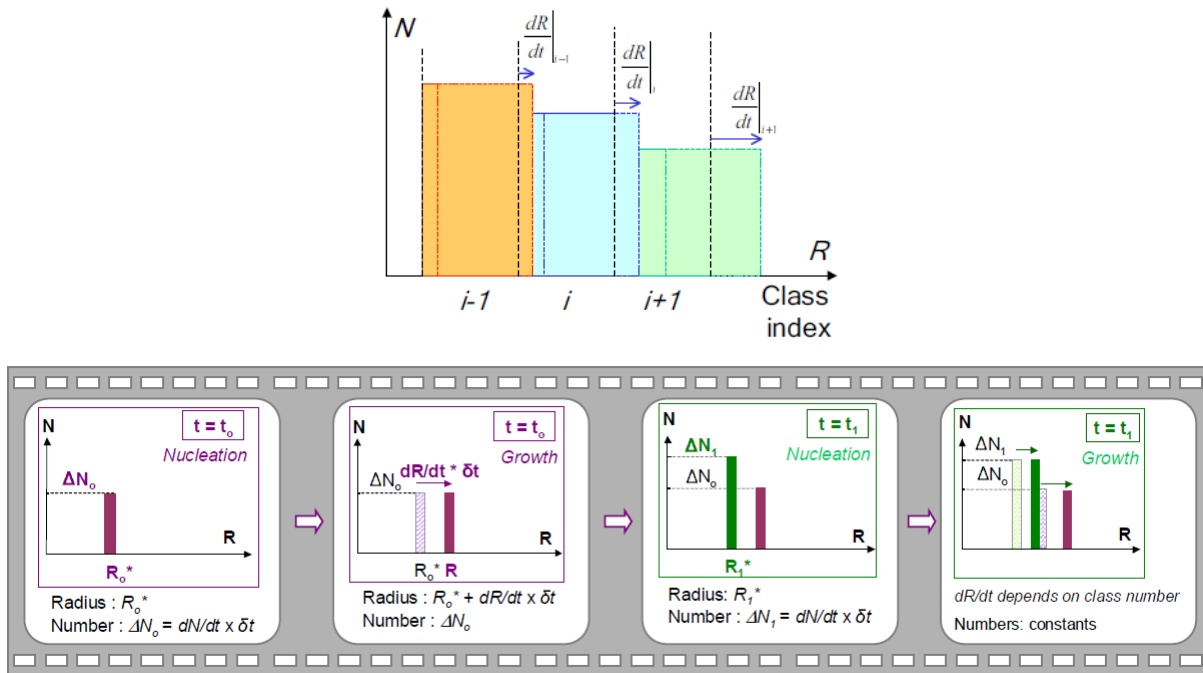 N
dR/dt|i-1
dR/dt|i
dR/dt|i+1
R
i-1 i i+1 Class
index
t = to
N
Nucleation
ΔNo
R
Ro*
Radius : Ro*
Number : ΔNo = dN/dt x δt
t = to
N
Growth
dR/dt * δt
ΔNo
R
Ro* R
Radius : Ro* + dR/dt x δt
Number : ΔNo
t = t1
N
Nucleation
ΔN1
ΔNo
R
R1*
Radius: R1*
Number : ΔN1 = dN/dt x δt
t = t1
N
Growth
ΔN1
ΔNo
R
dR/dt depends on class number
Numbers: constants